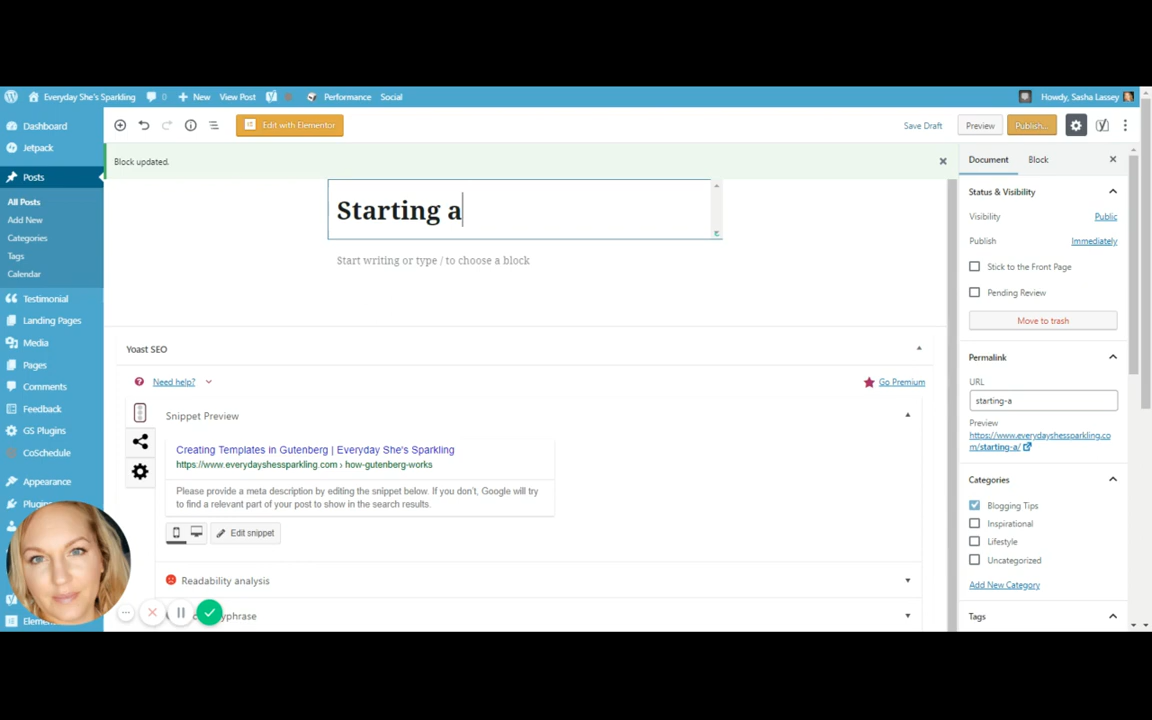 Everyday She's Sparkling 0 New View Post Performance Social Howdy, Sasha Lassey
Dashboard
Jetpack
Posts
All Posts
Add New
Categories
Tags
Calendar
Testimonial
Landing Pages
Media
Pages
Comments
Feedback
GS Plugins
CoSchedule
Appearance
Plugin
Elem
Edit with Elementor
Save Draft Preview Publish...
Block updated.
Starting a
Start writing or type / to choose a block
Yoast SEO
Need help? Go Premium
Snippet Preview
Creating Templates in Gutenberg | Everyday She's Sparkling
https://www.everydayshessparkling.com › how-gutenberg-works
Please provide a meta description by editing the snippet below. If you don't, Google will try
to find a relevant part of your post to show in the search results.
Edit snippet
Readability analysis
yphrase
Document Block
Status & Visibility
Visibility Public
Publish Immediately
Stick to the Front Page
Pending Review
Move to trash
Permalink
URL
starting-a
Preview
https://www.everydayshessparkling.co
m/starting-a/
Categories
Blogging Tips
Inspirational
Lifestyle
Uncategorized
Add New Category
Tags